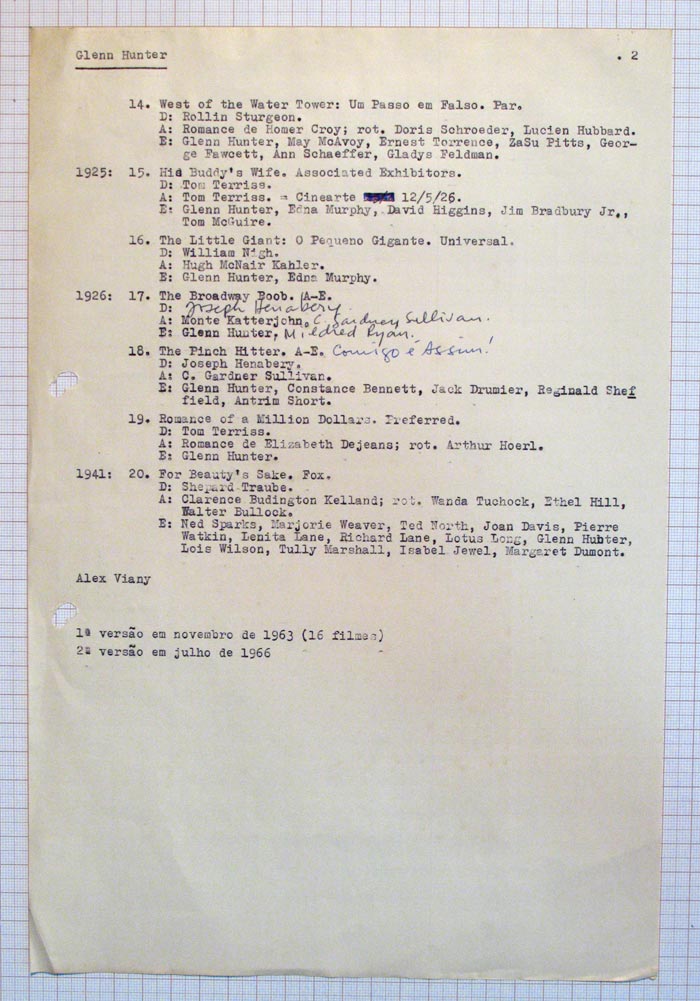 Glenn Hunter . 2
14. West of the Water Tower: Um Passo em Falso. Par.
D: Rollin Sturgeon.
A: Romance de Homer Croy; rot. Doris Schroeder, Lucien Hubbard.
E: Glenn Hunter, May McAvoy, Ernest Torrence, ZaSu Pitts, Geor-
ge Fawcett, Ann Schaeffer, Gladys Feldman.
1925: 15. Hid Buddy's Wife. Associated Exhibitors.
D: Tom Terriss.
A: Tom Terriss. = Cinearte 12/5/26.
E: Glenn Hunter, Edna Murphy, David Higgins, Jim Bradbury Jr.,
Tom McGuire.
16. The Little Giant: O Pequeno Gigante. Universal.
D: William Nigh.
A: Hugh McNair Kahler.
E: Glenn Hunter, Edna Murphy.
1926: 17. The Broadway Boob. A-E.
D: Joseph Henabery.
A: Monte Katterjohn, C. Gardney Sullivan.
E: Glenn Hunter, Mildred Ryan.
18. The Pinch Hitter. A-E. Comigo é Assim!
D: Joseph Henabery.
A: C. Gardner Sullivan.
E: Glenn Hunter, Constance Bennett, Jack Drumier, Reginald Shef
field, Antrim Short.
19. Romance of a Million Dollars. Preferred.
D: Tom Terriss.
A: Romance de Elizabeth Dejeans; rot. Arthur Hoerl.
E: Glenn Hunter.
1941: 20. For Beauty's Sake. Fox.
D: Shepard Traube.
A: Clarence Budington Kelland; rot. Wanda Tuchock, Ethel Hill,
Walter Bullock.
E: Ned Sparks, Marjorie Weaver, Ted North, Joan Davis, Pierre
Watkin, Lenita Lane, Richard Lane, Lotus Long, Glenn Hubter,
Lois Wilson, Tully Marshall, Isabel Jewel, Margaret Dumont.
Alex Viany
1ª versão em novembro de 1963 (16 filmes)
2ª versão em julho de 1966